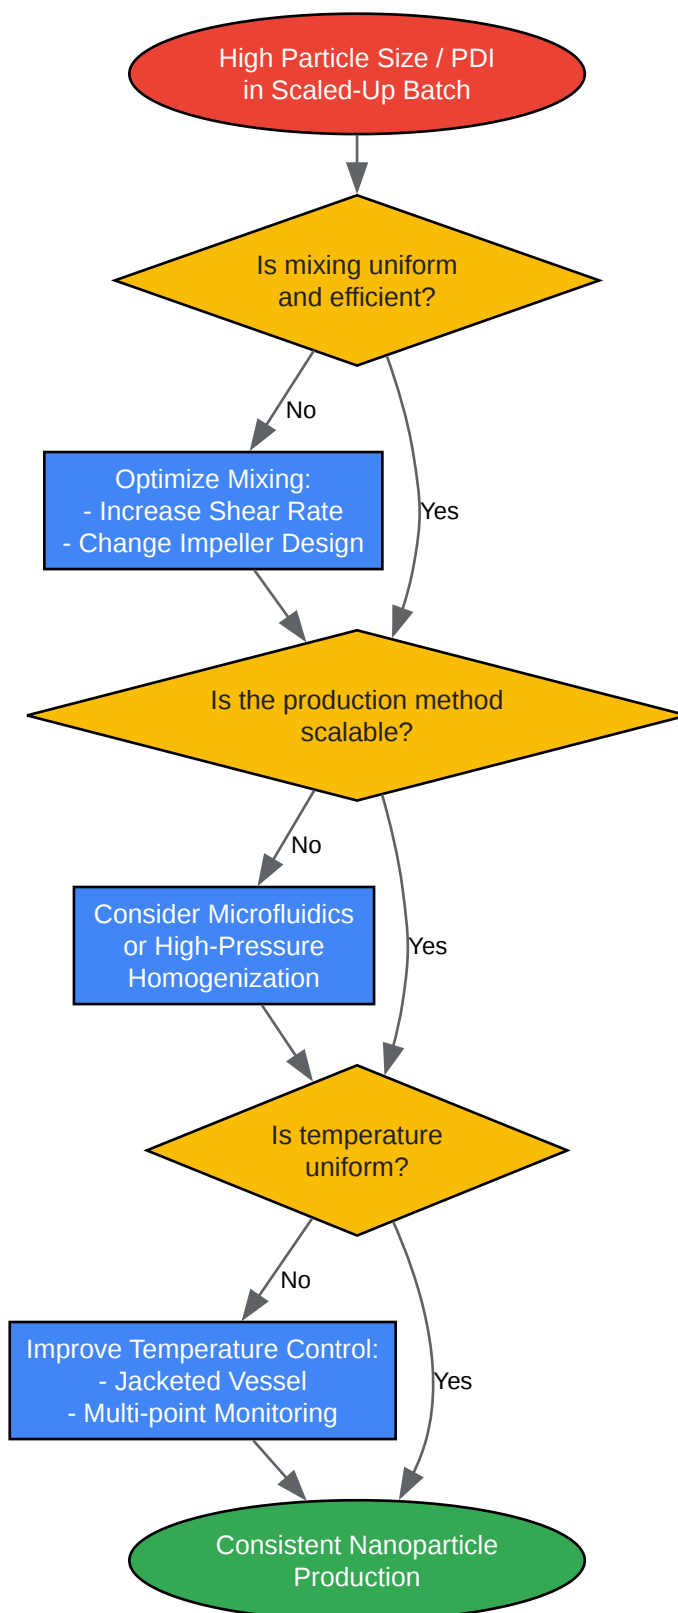 High Particle Size / PDI
in Scaled-Up Batch
Is mixing uniform
and efficient?
No
Optimize Mixing:
- Increase Shear Rate
- Change Impeller Design
Yes
Is the production method
scalable?
No
Consider Microfluidics
or High-Pressure
Homogenization
Yes
Is temperature
uniform?
No
Improve Temperature Control:
- Jacketed Vessel
- Multi-point Monitoring
Yes
Consistent Nanoparticle
Production